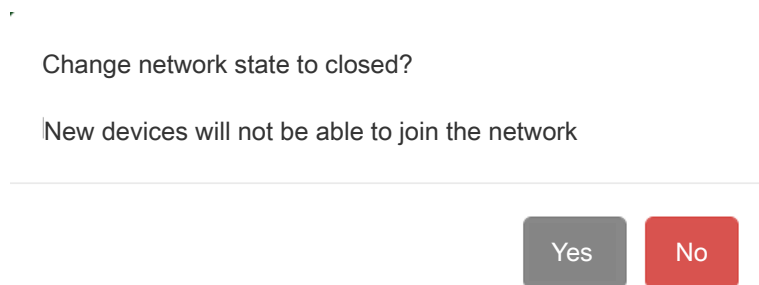 Change network state to closed?
New devices will not be able to join the network
Yes No